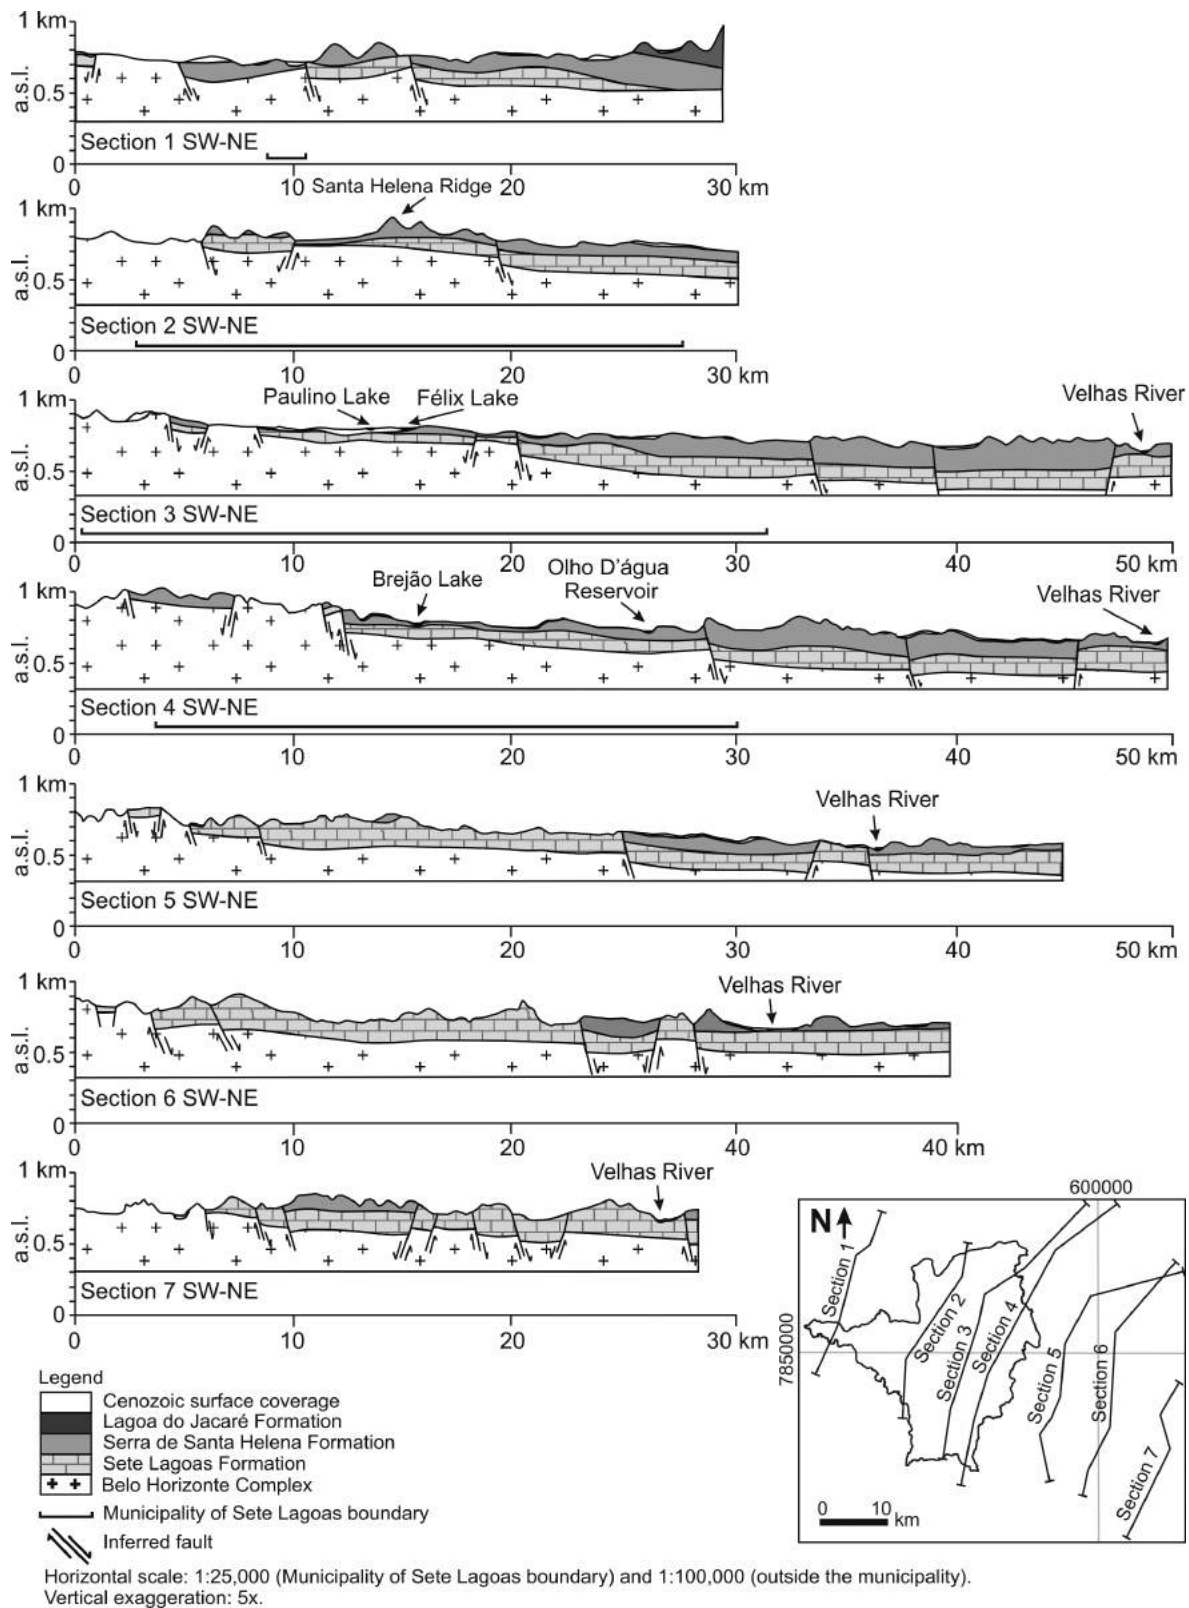 1 km
0.5
a.s.l.
Section 1 SW-NE
0
0
10
20
30 km
Santa Helena Ridge
1 km
0.5
a.s.l.
Section 2 SW-NE
0
0
10
20
30 km
Paulino Lake
Félix Lake
Velhas River
1 km
0.5
a.s.l.
Section 3 SW-NE
0
0
10
20
30
40
50 km
Brejão Lake
Olho D'água
Reservoir
Velhas River
1 km
0.5
a.s.l.
Section 4 SW-NE
0
0
10
20
30
40
50 km
Velhas River
1 km
0.5
a.s.l.
Section 5 SW-NE
0
0
10
20
30
40
50 km
Velhas River
1 km
0.5
a.s.l.
Section 6 SW-NE
0
0
10
20
40
40 km
Velhas River
1 km
0.5
a.s.l.
Section 7 SW-NE
0
0
10
20
30 km
600000
7850000
N
Section 1
Section 2
Section 3
Section 4
Section 5
Section 6
Section 7
0 10
km
Legend
Cenozoic surface coverage
Lagoa do Jacaré Formation
Serra de Santa Helena Formation
Sete Lagoas Formation
Belo Horizonte Complex
Municipality of Sete Lagoas boundary
Inferred fault
Horizontal scale: 1:25,000 (Municipality of Sete Lagoas boundary) and 1:100,000 (outside the municipality).
Vertical exaggeration: 5x.